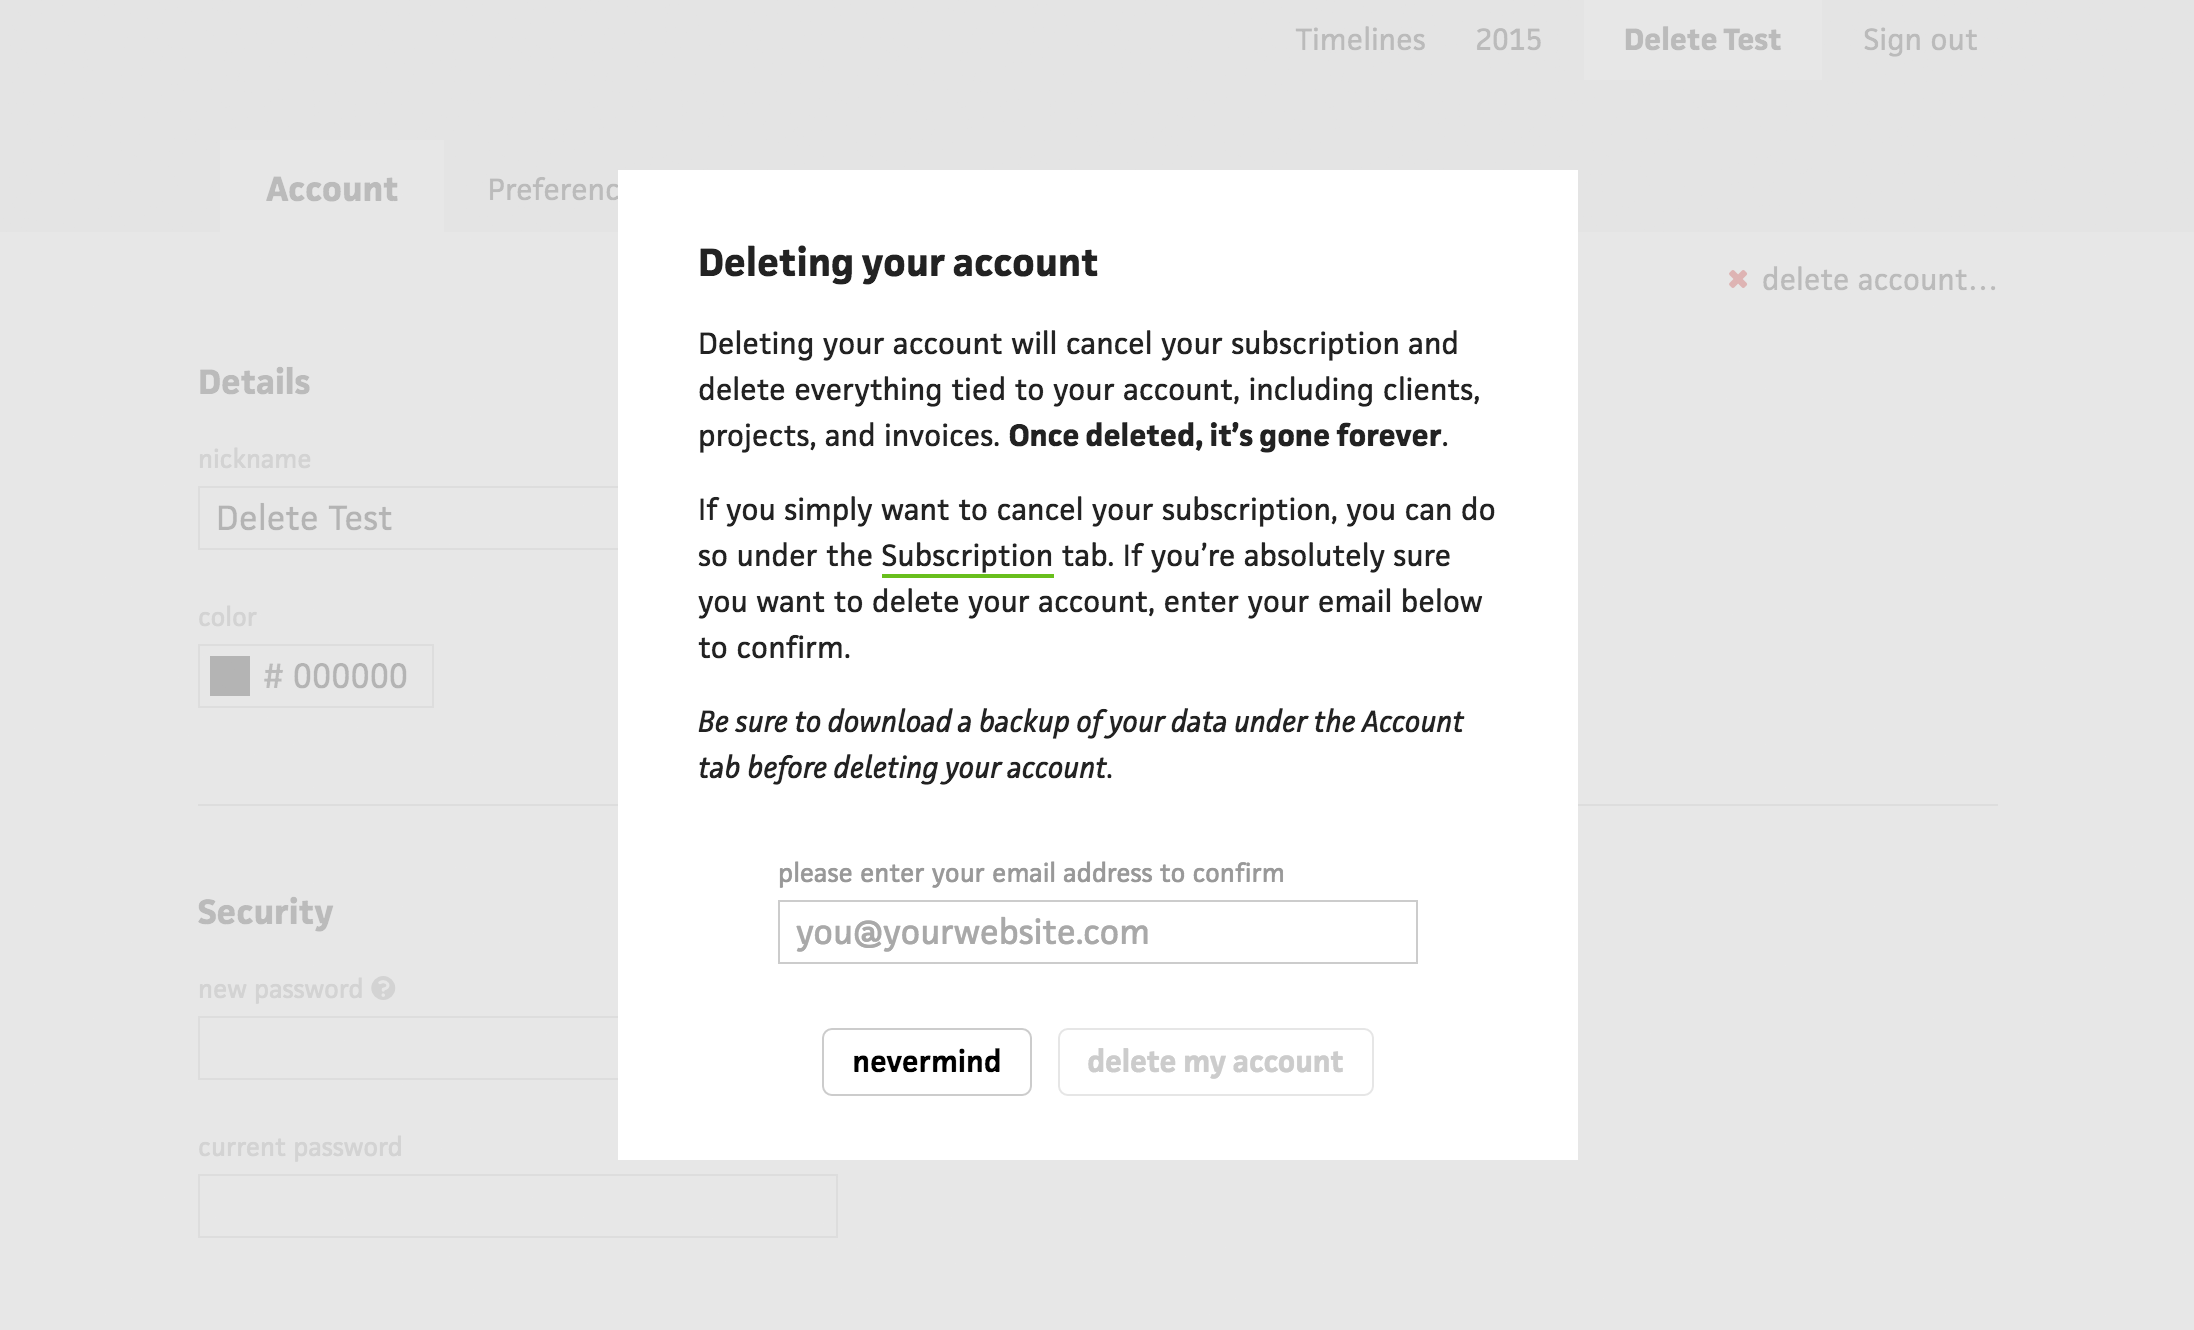 Timelines 2015 Delete Test Sign out
Account Preferenc
✖ delete account...
Details
nickname
Delete Test
color
# 000000
Security
new password ?
current password
Deleting your account
Deleting your account will cancel your subscription and
delete everything tied to your account, including clients,
projects, and invoices. Once deleted, it’s gone forever.
If you simply want to cancel your subscription, you can do
so under the Subscription tab. If you’re absolutely sure
you want to delete your account, enter your email below
to confirm.
Be sure to download a backup of your data under the Account
tab before deleting your account.
please enter your email address to confirm
you@yourwebsite.com
nevermind delete my account